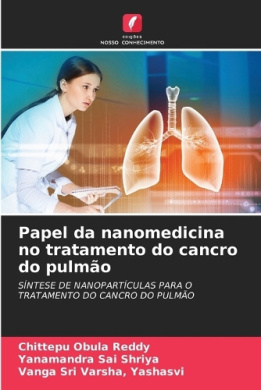 edições
NOSSO CONHECIMENTO
Papel da nanomedicina
no tratamento do cancro
do pulmão
SÍNTESE DE NANOPARTÍCULAS PARA O
TRATAMENTO DO CANCRO DO PULMÃO
Chittepu Obula Reddy
Yanamandra Sai Shriya
Vanga Sri Varsha, Yashasvi